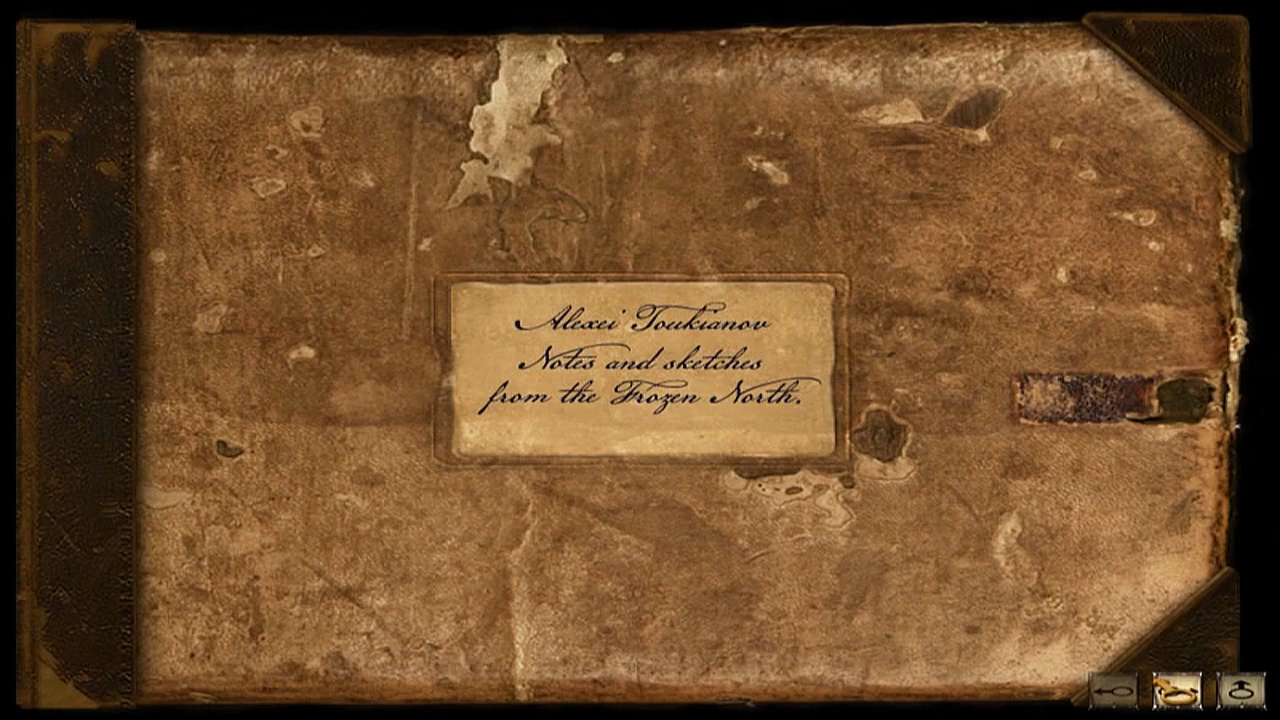 Alexei Toukianov
Notes and sketches
from the Frozen North.